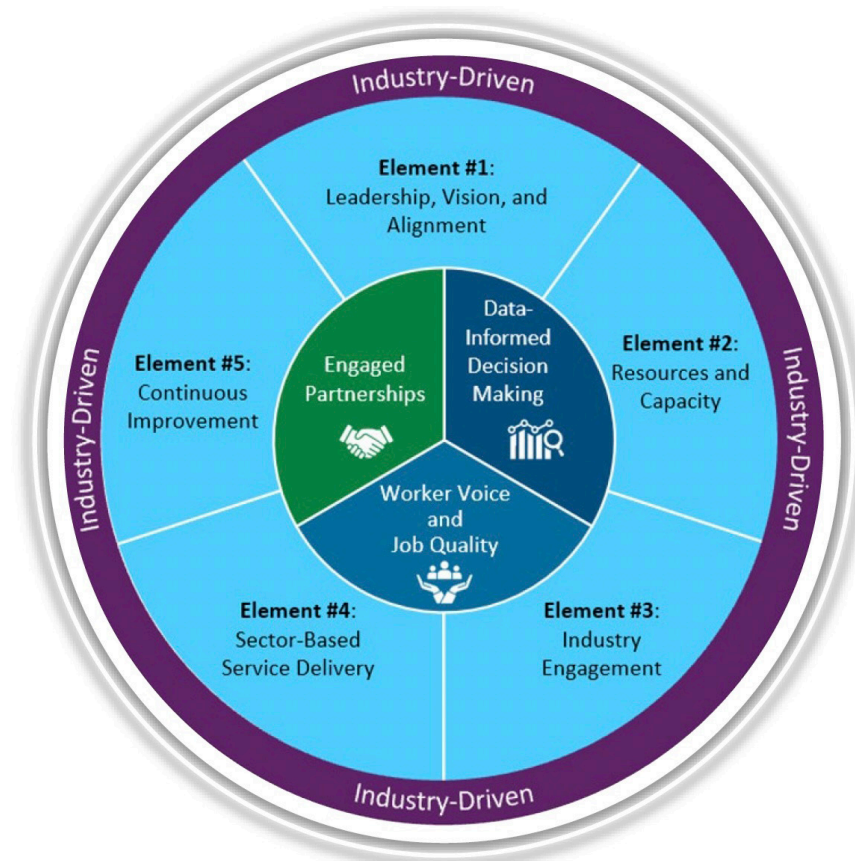 Industry-Driven
Element #1:
Leadership, Vision, and
Alignment
Element #2:
Resources and
Capacity
Element #3:
Industry
Engagement
Element #4:
Sector-Based
Service Delivery
Element #5:
Continuous
Improvement
Engaged
Partnerships
Data-
Informed
Decision
Making
Worker Voice
and
Job Quality
Industry-Driven
Industry-Driven
Industry-Driven